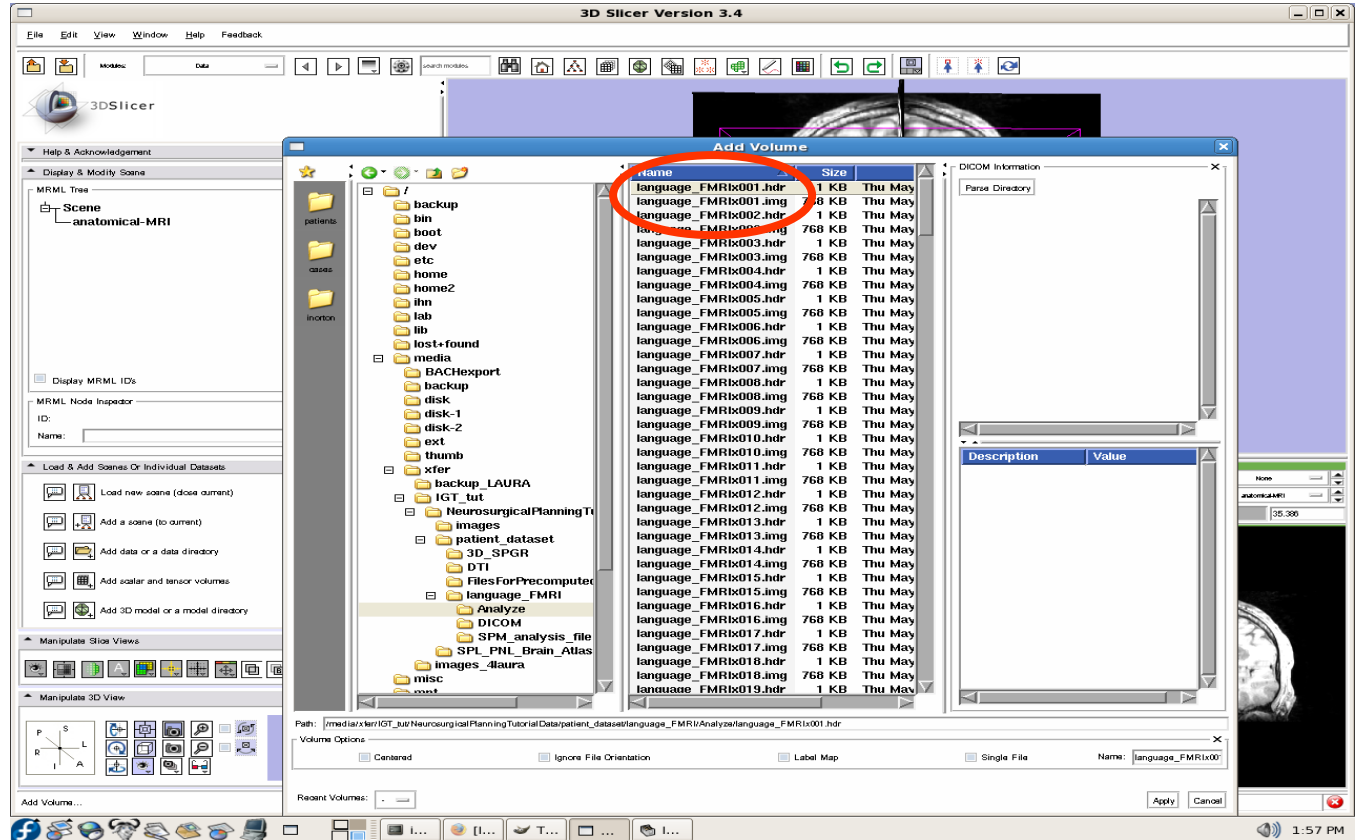 3D Slicer Version 3.4
File Edit View Window Help Feedback
Modules: Data search modules
3DSlicer
Help & Acknowledgement
Display & Modify Scene
MRML Tree
Scene
anatomical-MRI
Display MRML ID's
MRML Node Inspector
ID:
Name:
Load & Add Scenes Or Individual Datasets
Load new scene (close current)
Add a scene (to current)
Add data or a data directory
Add scalar and tensor volumes
Add 3D model or a model directory
Manipulate Slice Views
Manipulate 3D View
P S
R L
I A
Add Volume...
Add Volume
patients
cases
inorton
/
backup
bin
boot
dev
etc
home
home2
ihn
lab
lib
lost+found
media
BACHexport
backup
disk
disk-1
disk-2
ext
thumb
xfer
backup_LAURA
IGT_tut
NeurosurgicalPlanningTu
images
patient_dataset
3D_SPGR
DTI
FilesForPrecomputed
language_FMRI
Analyze
DICOM
SPM_analysis_file
SPL_PNL_Brain_Atlas
images_4laura
misc
mnt
Name Size
language_FMRIx001.hdr 1 KB Thu May
language_FMRIx001.img 768 KB Thu May
language_FMRIx002.hdr 1 KB Thu May
language_FMRIx002.img 768 KB Thu May
language_FMRIx003.hdr 1 KB Thu May
language_FMRIx003.img 768 KB Thu May
language_FMRIx004.hdr 1 KB Thu May
language_FMRIx004.img 768 KB Thu May
language_FMRIx005.hdr 1 KB Thu May
language_FMRIx005.img 768 KB Thu May
language_FMRIx006.hdr 1 KB Thu May
language_FMRIx006.img 768 KB Thu May
language_FMRIx007.hdr 1 KB Thu May
language_FMRIx007.img 768 KB Thu May
language_FMRIx008.hdr 1 KB Thu May
language_FMRIx008.img 768 KB Thu May
language_FMRIx009.hdr 1 KB Thu May
language_FMRIx009.img 768 KB Thu May
language_FMRIx010.hdr 1 KB Thu May
language_FMRIx010.img 768 KB Thu May
language_FMRIx011.hdr 1 KB Thu May
language_FMRIx011.img 768 KB Thu May
language_FMRIx012.hdr 1 KB Thu May
language_FMRIx012.img 768 KB Thu May
language_FMRIx013.hdr 1 KB Thu May
language_FMRIx013.img 768 KB Thu May
language_FMRIx014.hdr 1 KB Thu May
language_FMRIx014.img 768 KB Thu May
language_FMRIx015.hdr 1 KB Thu May
language_FMRIx015.img 768 KB Thu May
language_FMRIx016.hdr 1 KB Thu May
language_FMRIx016.img 768 KB Thu May
language_FMRIx017.hdr 1 KB Thu May
language_FMRIx017.img 768 KB Thu May
language_FMRIx018.hdr 1 KB Thu May
language_FMRIx018.img 768 KB Thu May
language_FMRIx019.hdr 1 KB Thu May
DICOM Information
Parse Directory
Description Value
Path: /media/xfer/IGT_tut/NeurosurgicalPlanningTutorialData/patient_dataset/language_FMRI/Analyze/language_FMRIx001.hdr
Volume Options
Centered Ignore File Orientation Label Map Single File Name: language_FMRIx00
Recent Volumes: . Apply Cancel
None
anatomical-MRI
35.386
i... [I... T... ... I... 1:57 PM